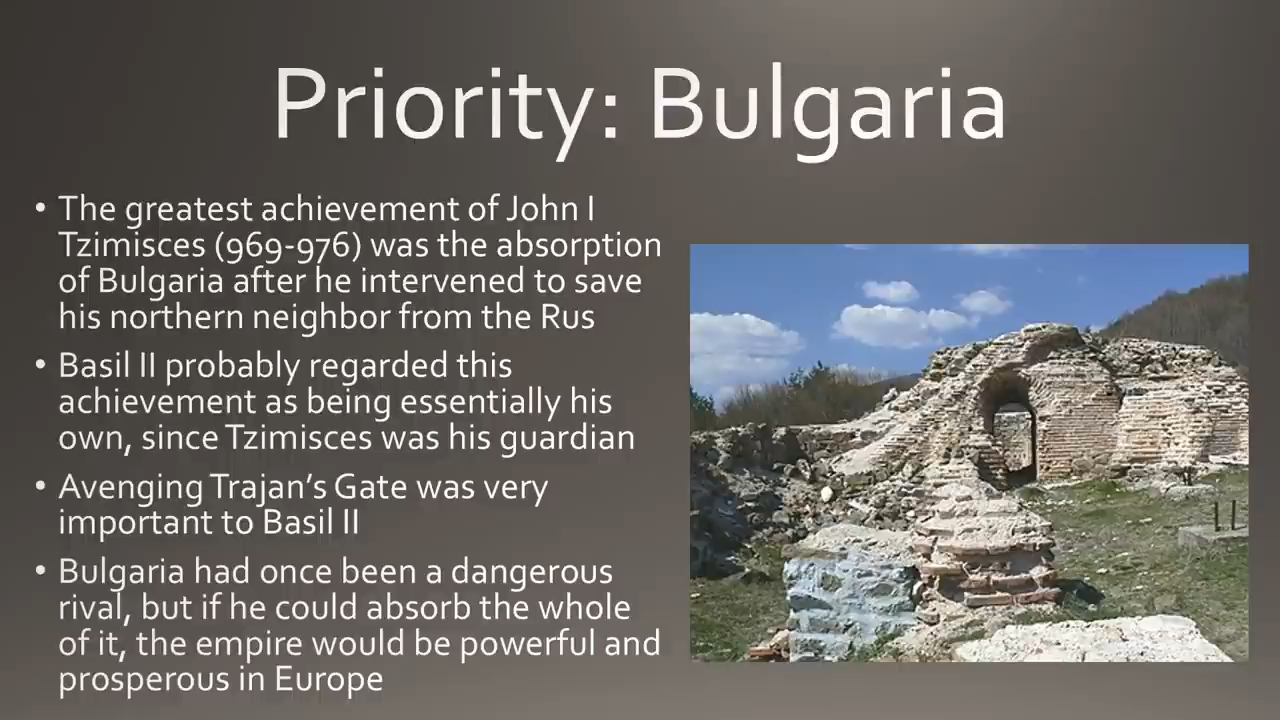 Priority: Bulgaria
• The greatest achievement of John I
Tzimisces (969-976) was the absorption
of Bulgaria after he intervened to save
his northern neighbor from the Rus
• Basil II probably regarded this
achievement as being essentially his
own, since Tzimisces was his guardian
• Avenging Trajan's Gate was very
important to Basil II
• Bulgaria had once been a dangerous
rival, but if he could absorb the whole
of it, the empire would be powerful and
prosperous in Europe